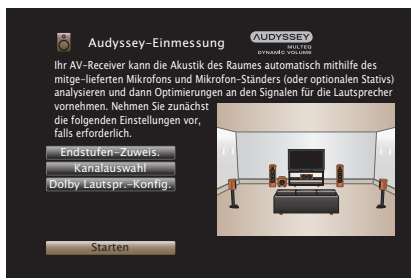 Audyssey-Einmessung
AUDYSSEY
MULTEQ
DYNAMIC VOLUME
Ihr AV-Receiver kann die Akustik des Raumes automatisch mithilfe des
mitge-lieferten Mikrofons und Mikrofon-Ständers (oder optionalen Stativs)
analysieren und dann Optimierungen an den Signalen für die Lautsprecher
vornehmen. Nehmen Sie zunächst
die folgenden Einstellungen vor,
falls erforderlich.
Endstufen-Zuweis.
Kanalauswahl
Dolby Lautspr.-Konfig.
Starten